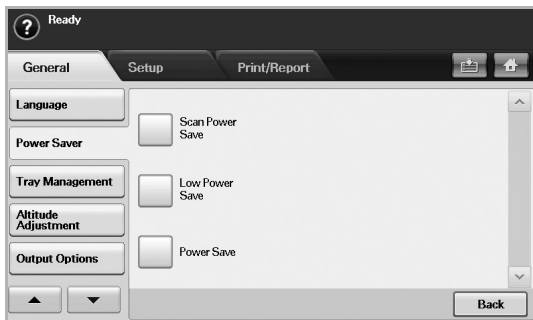 ? Ready
General Setup Print/Report
Language
Power Saver
Tray Management
Altitude
Adjustment
Output Options
Scan Power
Save
Low Power
Save
Power Save
Back